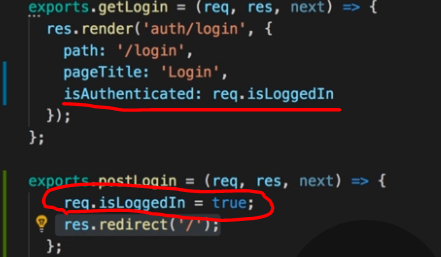 exports.getLogin = (req, res, next) => {
res.render('auth/login', {
path: '/login',
pageTitle: 'Login',
isAuthenticated: req.isLoggedIn
});
};
exports.postLogin = (req, res, next) => {
req.isLoggedIn = true;
res.redirect('/');
};